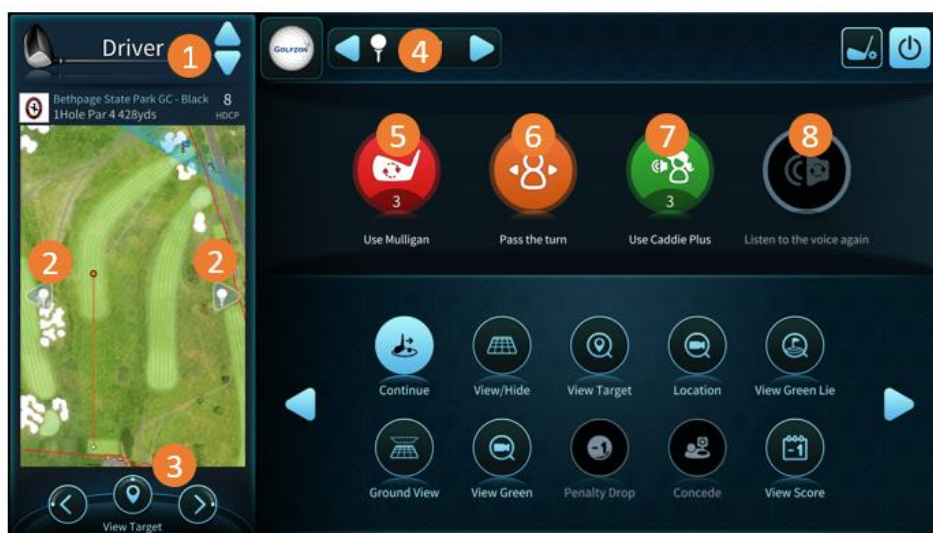 Driver
1
GOLFZON
4
Bethpage State Park GC - Black
8
1Hole Par 4 428yds
HDCP
5
6
7
8
3
3
Use Mulligan
Pass the turn
Use Caddie Plus
Listen to the voice again
2
2
Continue
View/Hide
View Target
Location
View Green Lie
-1
-1
Ground View
View Green
Penalty Drop
Concede
View Score
3
View Target